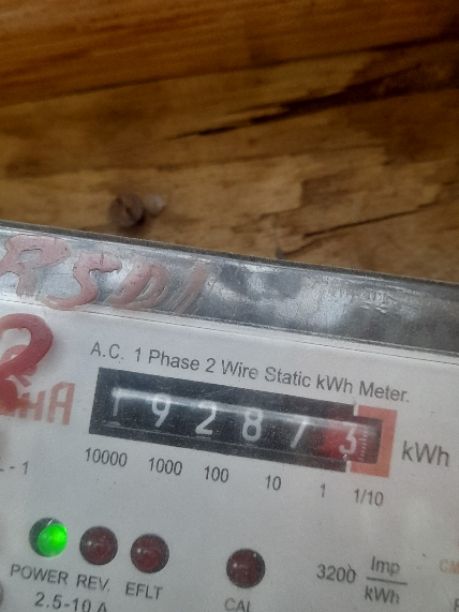 RSD1
A.C. 1 Phase 2 Wire Static kWh Meter.
192873 kWh
10000 1000 100 10 1 1/10
POWER REV. EFLT CAL 3200 Imp/kWh
2.5-10 A